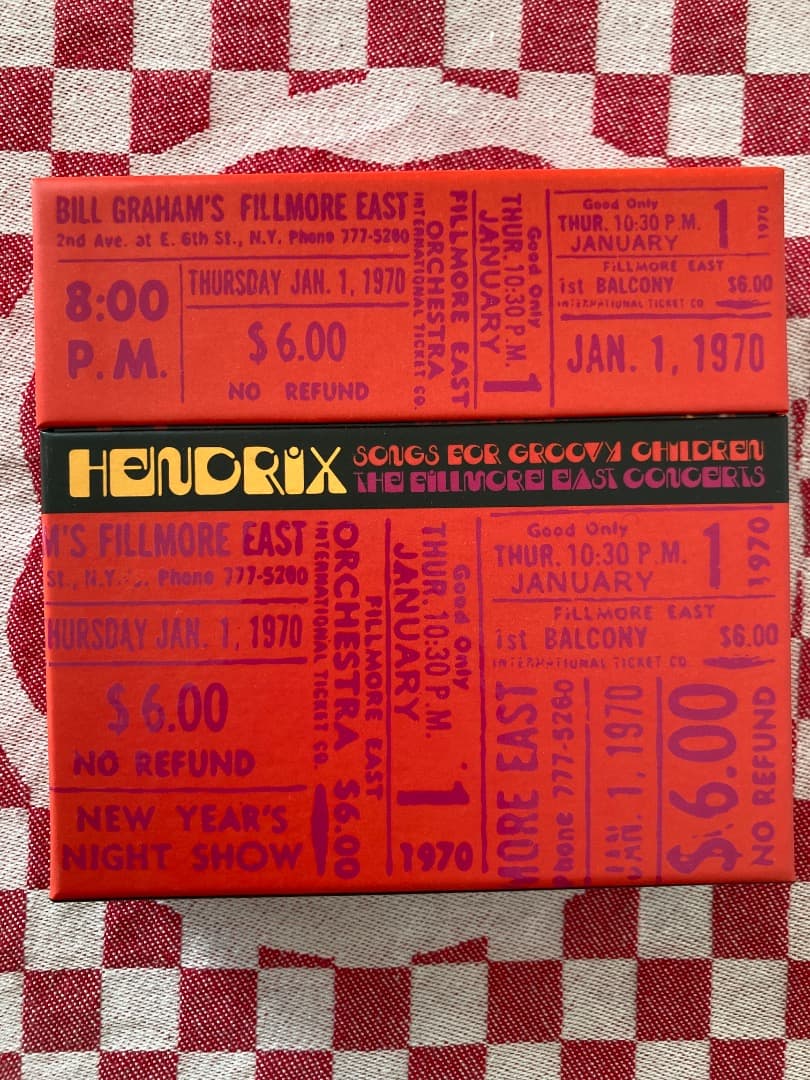 BILL GRAHAM'S FILLMORE EAST
2nd Ave. at E. 6th St., N.Y. Phone 777-5260
8:00
P.M.
THURSDAY JAN. 1, 1970
$6.00
NO REFUND
INTERNATIONAL TICKET CO.
ORCHESTRA
FILLMORE EAST
JANUARY 1
THUR. 10:30 P.M.
Good Only
Good Only
THUR. 10:30 P.M.
JANUARY
1
1970
FILLMORE EAST
1st BALCONY $6.00
INTERNATIONAL TICKET CO
JAN. 1, 1970
HENDRIX
SONGS FOR GROOVY CHILDREN
THE FILLMORE EAST CONCERTS
M'S FILLMORE EAST
St., N.Y. Phone 777-5260
HURSDAY JAN. 1, 1970
$6.00
NO REFUND
NEW YEAR'S
NIGHT SHOW
INTERNATIONAL TICKET CO.
ORCHESTRA $6.00
FILLMORE EAST
JANUARY
THUR. 10:30 P.M.
Good Only
1
1970
Good Only
THUR. 10:30 P.M.
JANUARY
1
1970
FILLMORE EAST
1st BALCONY $6.00
INTERNATIONAL TICKET CO
MORE EAST
Phone 777-5260
JAN. 1, 1970
$6.00
NO REFUND